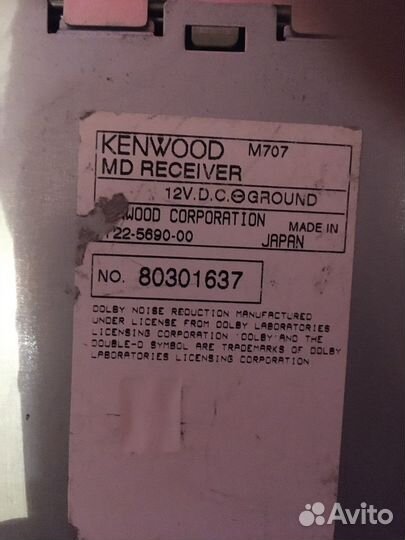 KENWOOD M707
MD RECEIVER
12V.D.C.⊖GROUND
WOOD CORPORATION
MADE IN
22-5690-00 JAPAN
NO. 80301637
DOLBY NOISE REDUCTION MANUFACTURED
UNDER LICENSE FROM DOLBY LABORATORIES
LICENSING CORPORATION "DOLBY" AND THE
DOUBLE-D SYMBOL ARE TRADEMARKS OF DOLBY
LABORATORIES LICENSING CORPORATION
Avito